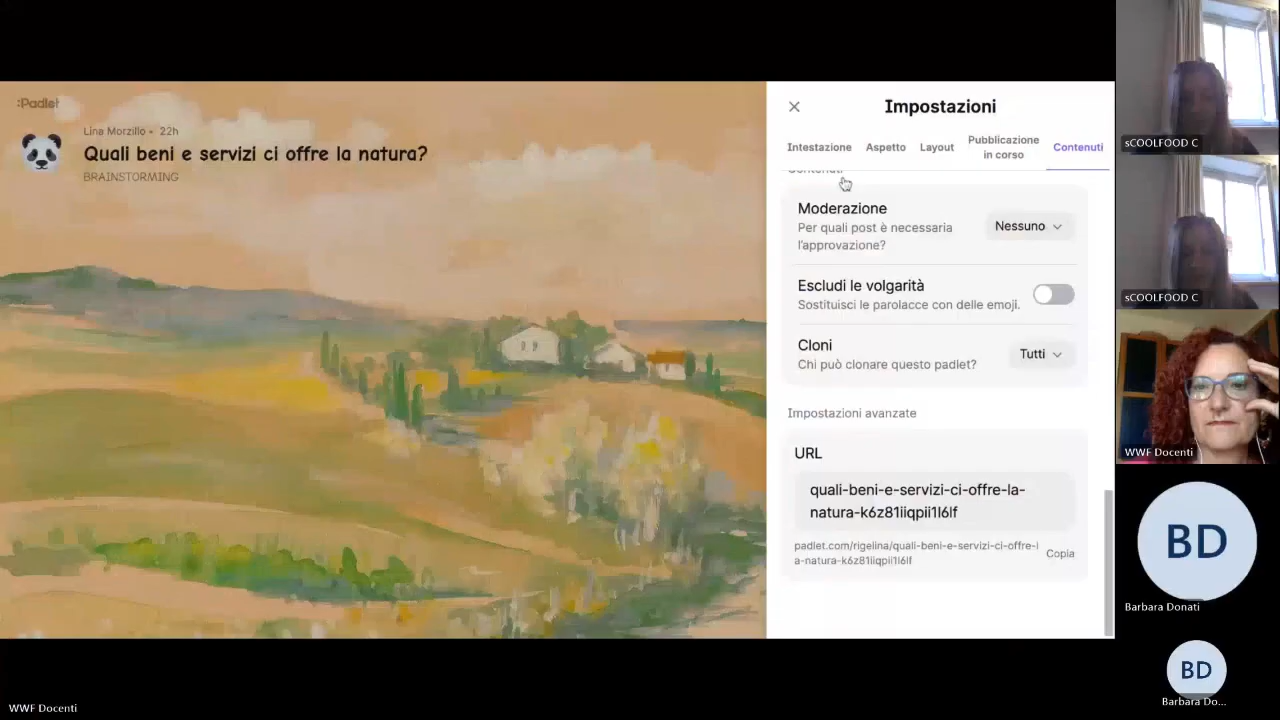 :Padlet
Lina Morzillo • 22h
Quali beni e servizi ci offre la natura?
BRAINSTORMING
Impostazioni
Intestazione
Aspetto
Layout
Pubblicazione
in corso
Contenuti
Contenuti
Moderazione
Per quali post è necessaria
l'approvazione?
Nessuno
Escludi le volgarità
Sostituisci le parolacce con delle emoji.
Cloni
Chi può clonare questo padlet?
Tutti
Impostazioni avanzate
URL
quali-beni-e-servizi-ci-offre-la-
natura-k6z81iiqpii1l6lf
padlet.com/rigelina/quali-beni-e-servizi-ci-offre-l
a-natura-k6z81iiqpii1l6lf
Copia
sCOOLFOOD C
sCOOLFOOD C
WWF Docenti
BD
Barbara Donati
BD
Barbara Do...
WWF Docenti